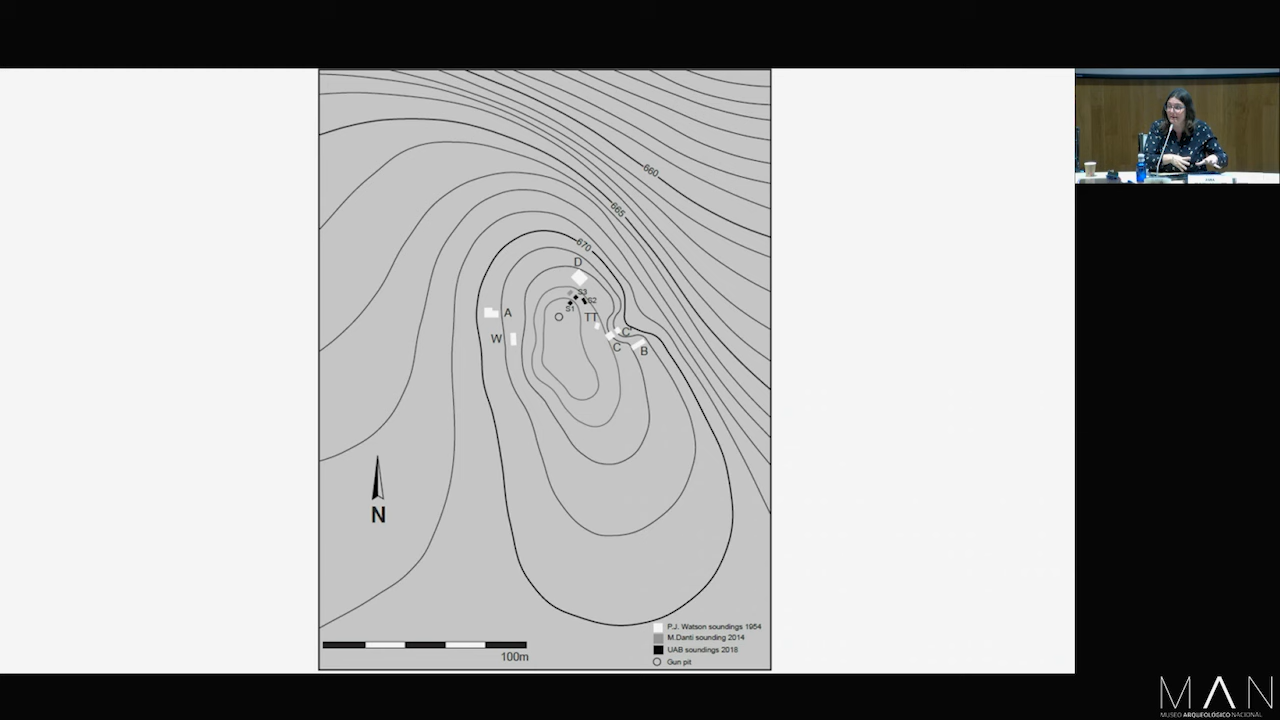 660
665
670
D
S3
S2
S1
A
TT
W
C'
C
B
N
100m
P.J. Watson soundings 1954
M.Danti sounding 2014
UAB soundings 2018
Gun pit
MAN
MUSEO ARQUEOLÓGICO NACIONAL